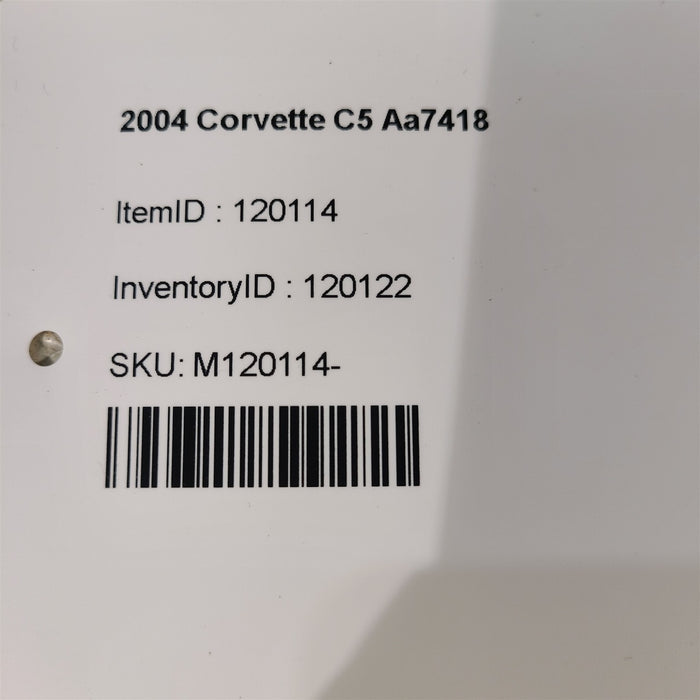 2004 Corvette C5 Aa7418
ItemID : 120114
InventoryID : 120122
SKU: M120114-